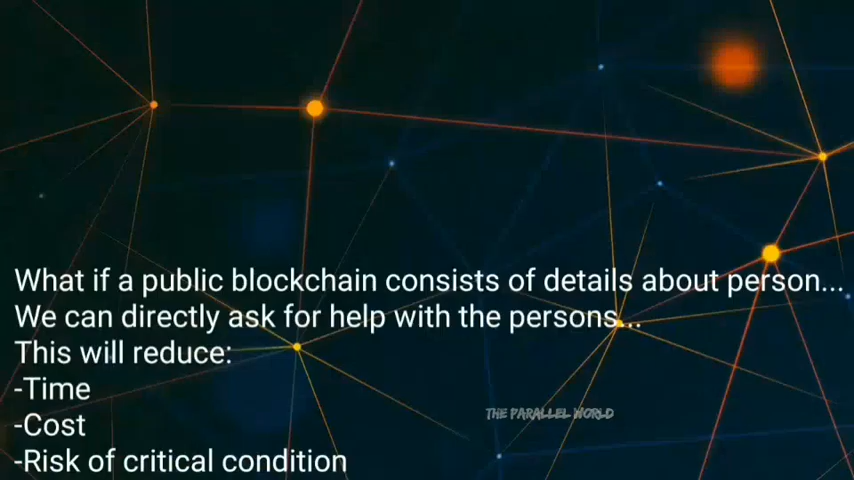 What if a public blockchain consists of details about person...
We can directly ask for help with the persons...
This will reduce:
-Time
-Cost
-Risk of critical condition
THE PARALLEL WORLD